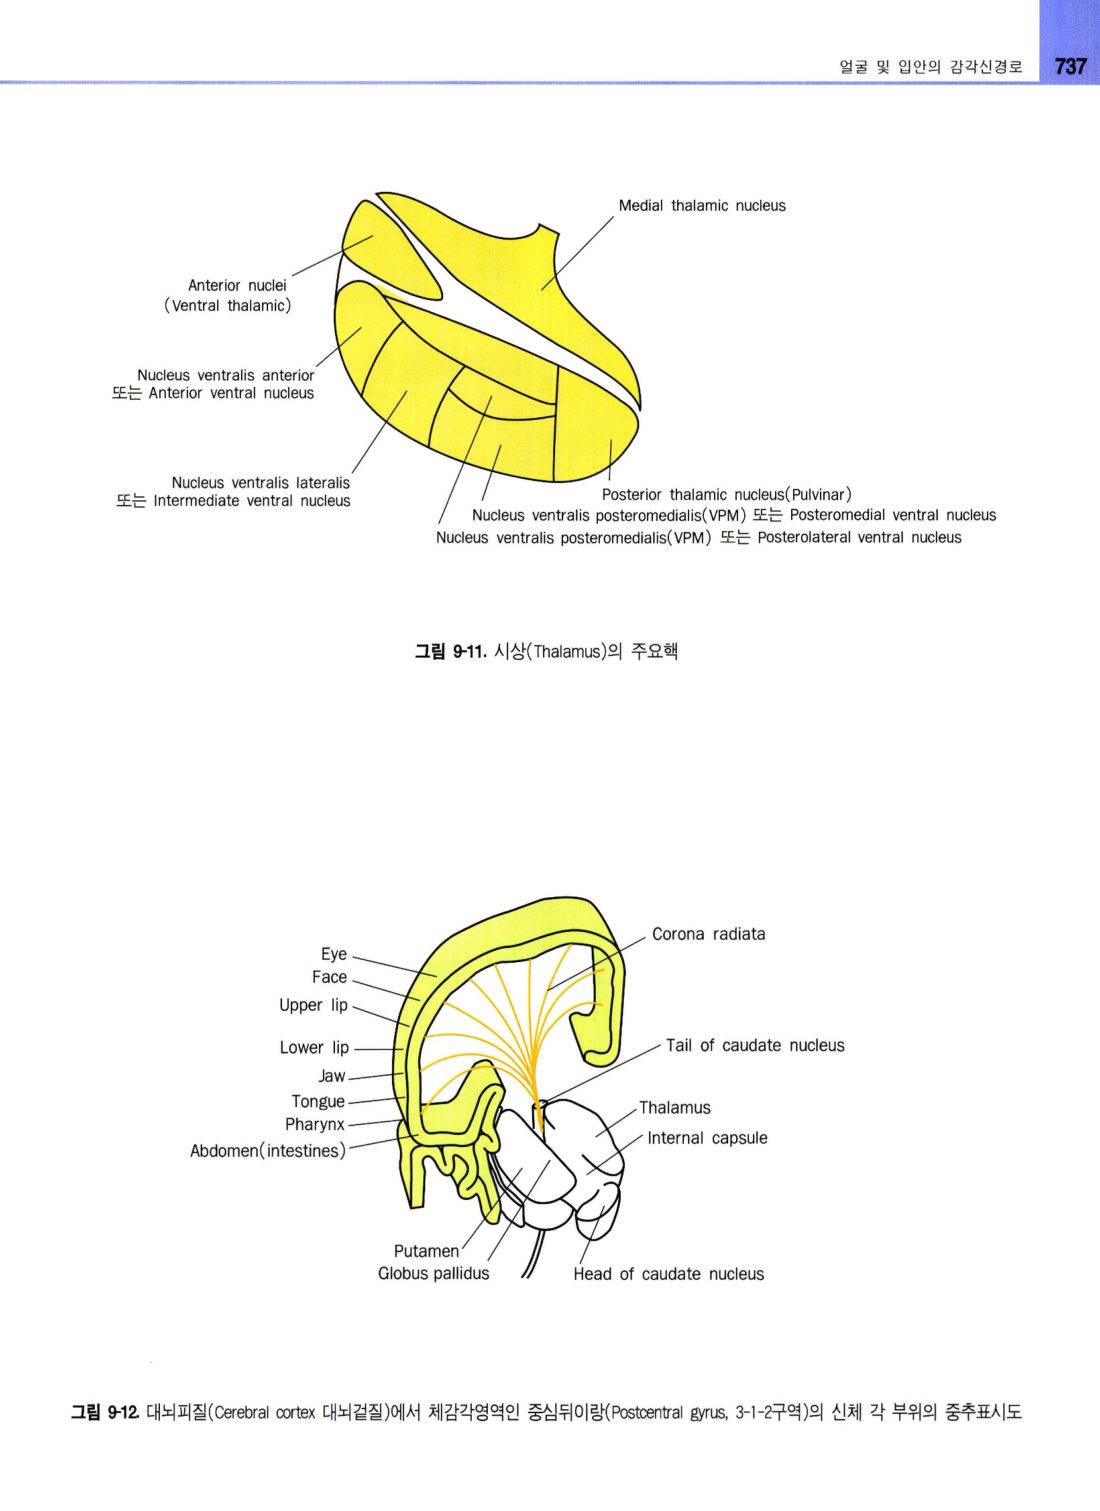 얼굴 및 입안의 감각신경로 737
Medial thalamic nucleus
Anterior nuclei
(Ventral thalamic)
Nucleus ventralis anterior
또는 Anterior ventral nucleus
Nucleus ventralis lateralis
또는 Intermediate ventral nucleus
Posterior thalamic nucleus(Pulvinar)
Nucleus ventralis posteromedialis(VPM) 또는 Posteromedial ventral nucleus
Nucleus ventralis posteromedialis(VPM) 또는 Posterolateral ventral nucleus
그림 9-11. 시상(Thalamus)의 주요핵
Corona radiata
Eye
Face
Upper lip
Lower lip
Jaw
Tongue
Pharynx
Abdomen(intestines)
Tail of caudate nucleus
Thalamus
Internal capsule
Putamen
Globus pallidus
Head of caudate nucleus
그림 9-12. 대뇌피질(Cerebral cortex 대뇌겉질)에서 체감각영역인 중심뒤이랑(Postcentral gyrus, 3-1-2구역)의 신체 각 부위의 중추표시도